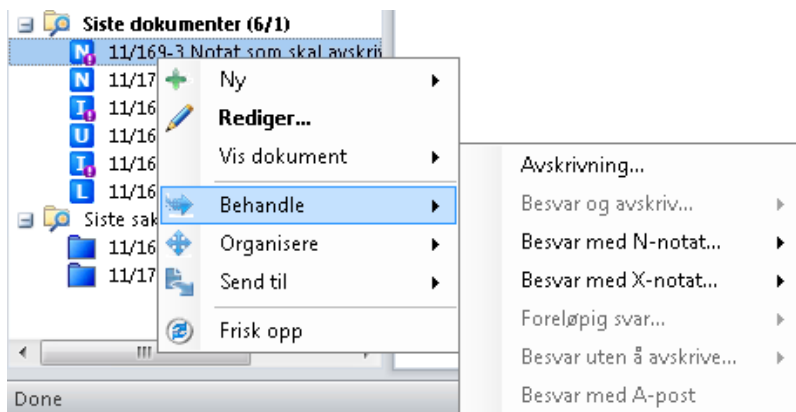 Siste dokumenter (6/1)
N 11/169-3 Notat som skal avskriv
N 11/17
I 11/16
U 11/16
I 11/16
L 11/16
Siste sak
11/16
11/17
Ny
Rediger...
Vis dokument
Behandle
Organisere
Send til
Frisk opp
Avskrivning...
Besvar og avskriv...
Besvar med N-notat...
Besvar med X-notat...
Foreløpig svar...
Besvar uten å avskrive...
Besvar med A-post
Done